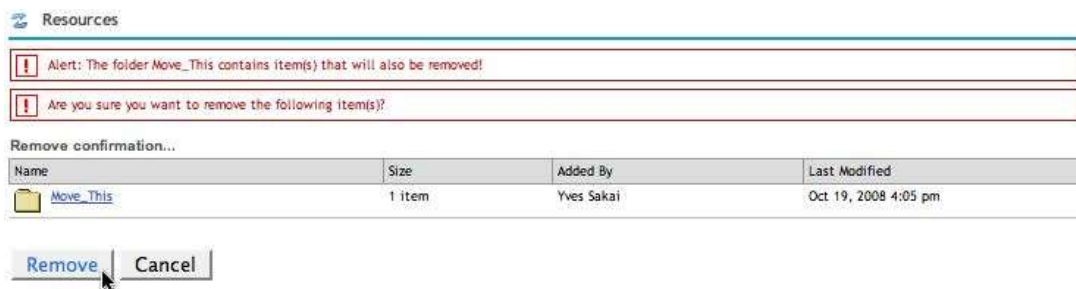 Resources
! Alert: The folder Move_This contains item(s) that will also be removed!
! Are you sure you want to remove the following item(s)?
Remove confirmation...
Name Size Added By Last Modified
Move_This 1 item Yves Sakai Oct 19, 2008 4:05 pm
Remove Cancel